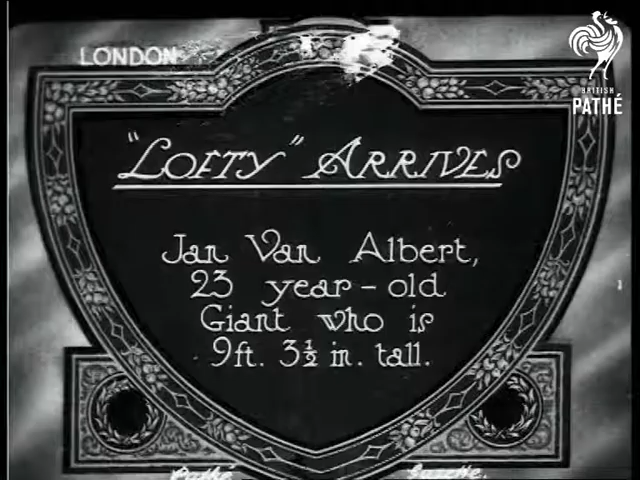 LONDON
BRITISH
PATHÉ
"LOFTY" ARRIVES
Jan Van Albert,
23 year-old
Giant who is
9ft. 3½ in. tall.
Pathé Gazette.